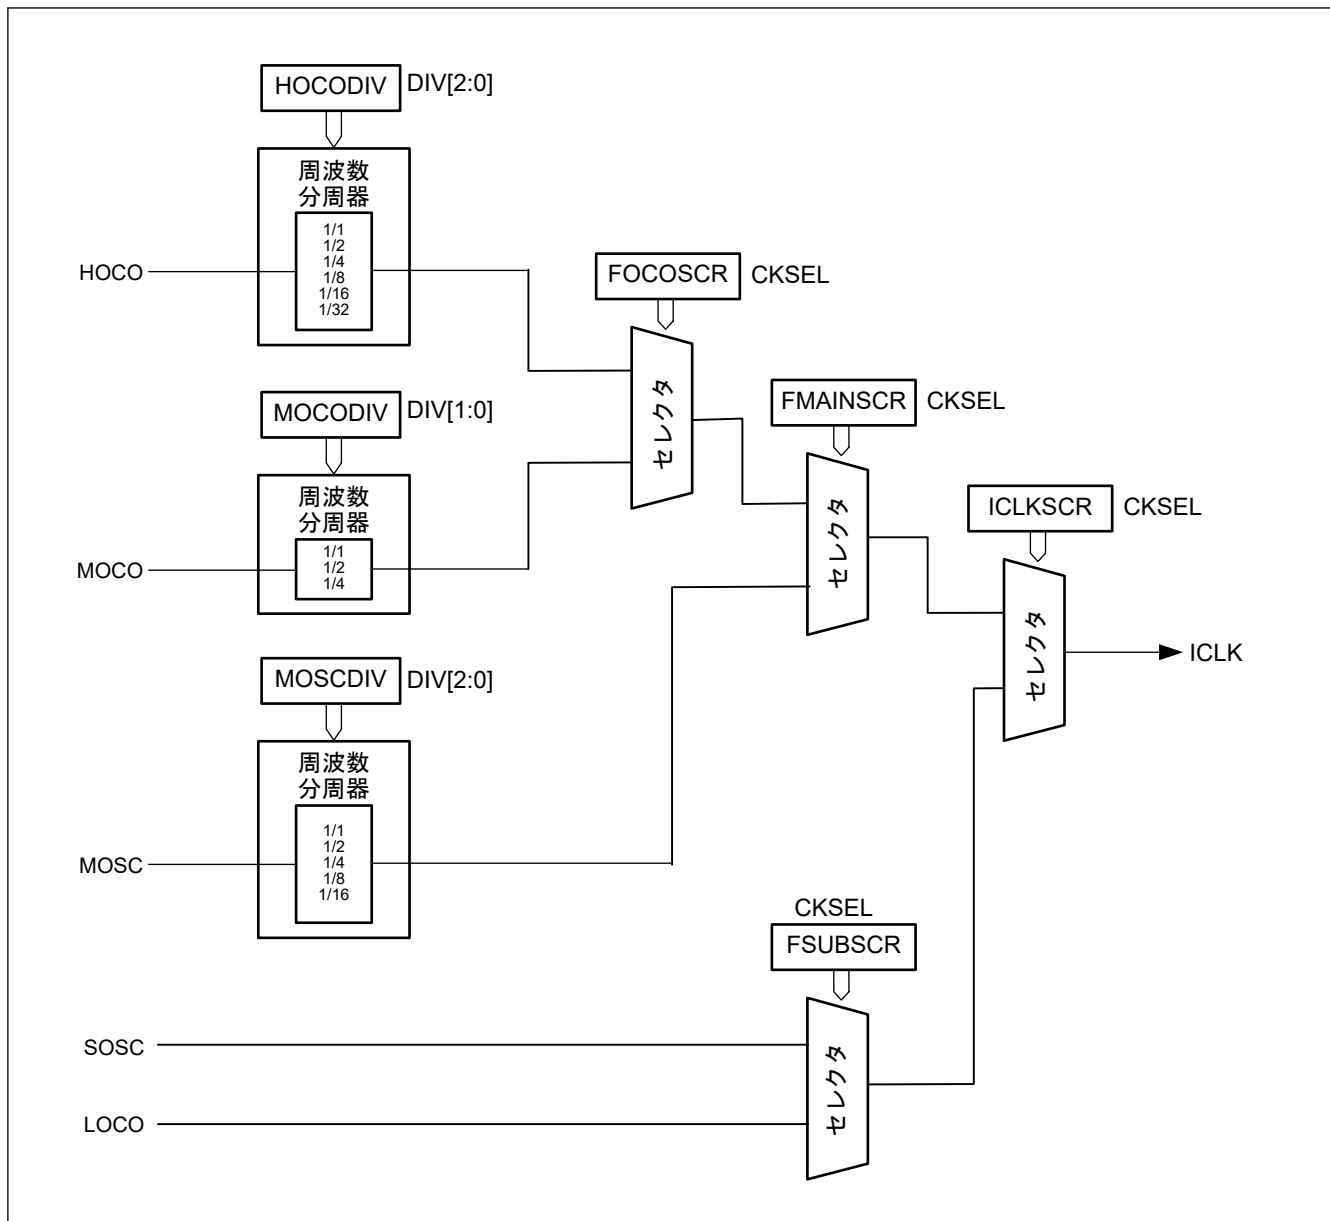 HOCODIV DIV[2:0]
周波数
分周器
1/1
1/2
1/4
1/8
1/16
1/32
HOCO
FOCOSCR CKSEL
セレクタ
MOCODIV DIV[1:0]
周波数
分周器
1/1
1/2
1/4
MOCO
FMAINSCR CKSEL
セレクタ
ICLKSCR CKSEL
セレクタ
ICLK
MOSCDIV DIV[2:0]
周波数
分周器
1/1
1/2
1/4
1/8
1/16
MOSC
CKSEL
FSUBSCR
セレクタ
SOSC
LOCO